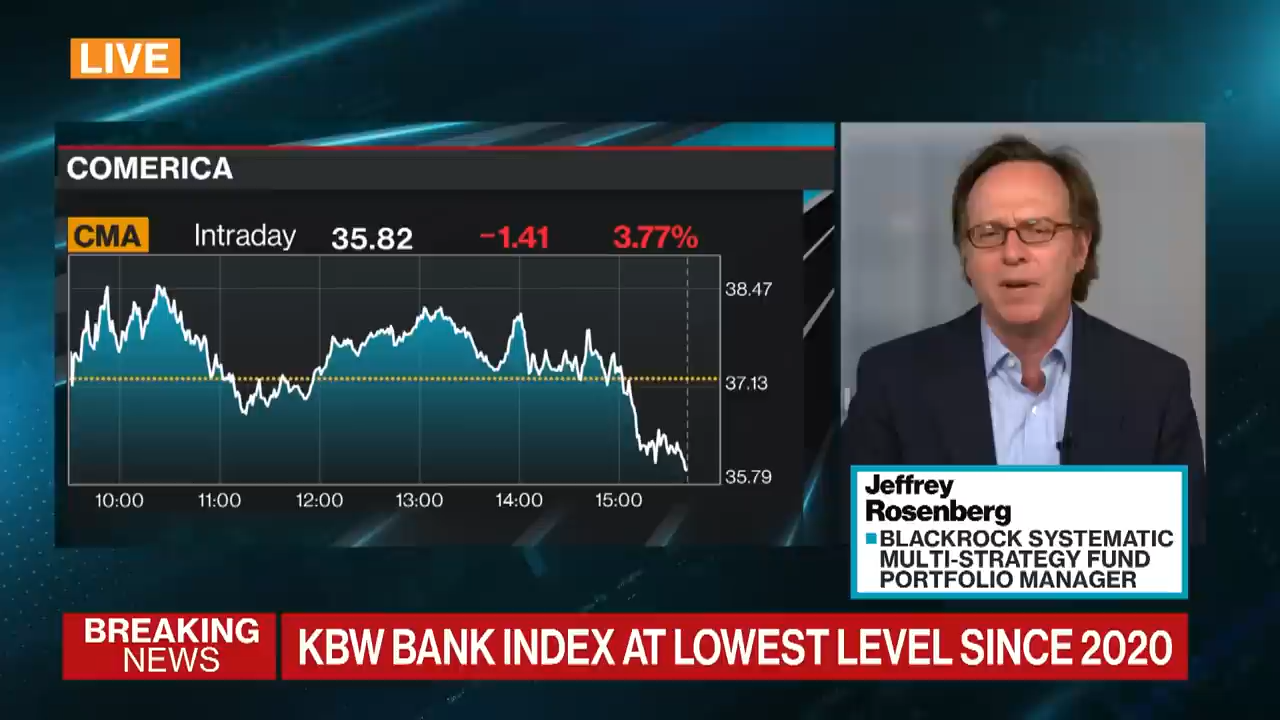 LIVE
COMERICA
CMA Intraday 35.82 −1.41 3.77%
38.47
37.13
35.79
10:00 11:00 12:00 13:00 14:00 15:00
Jeffrey
Rosenberg
BLACKROCK SYSTEMATIC
MULTI-STRATEGY FUND
PORTFOLIO MANAGER
BREAKING
NEWS
KBW BANK INDEX AT LOWEST LEVEL SINCE 2020